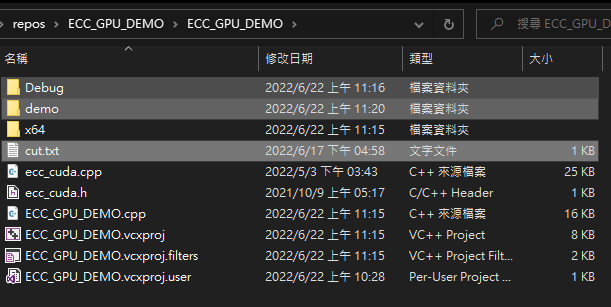 repos > ECC_GPU_DEMO > ECC_GPU_DEMO >
搜尋 ECC_GPU_D
名稱 修改日期 類型 大小
Debug 2022/6/22 上午 11:16 檔案資料夾
demo 2022/6/22 上午 11:20 檔案資料夾
x64 2022/6/22 上午 11:15 檔案資料夾
cut.txt 2022/6/17 下午 04:58 文字文件 1 KB
ecc_cuda.cpp 2022/5/3 下午 03:43 C++ 來源檔案 25 KB
ecc_cuda.h 2021/10/9 上午 05:17 C/C++ Header 1 KB
ECC_GPU_DEMO.cpp 2022/6/22 上午 11:15 C++ 來源檔案 16 KB
ECC_GPU_DEMO.vcxproj 2022/6/22 上午 11:15 VC++ Project 8 KB
ECC_GPU_DEMO.vcxproj.filters 2022/6/22 上午 11:15 VC++ Project Filt... 2 KB
ECC_GPU_DEMO.vcxproj.user 2022/6/22 上午 10:28 Per-User Project ... 1 KB